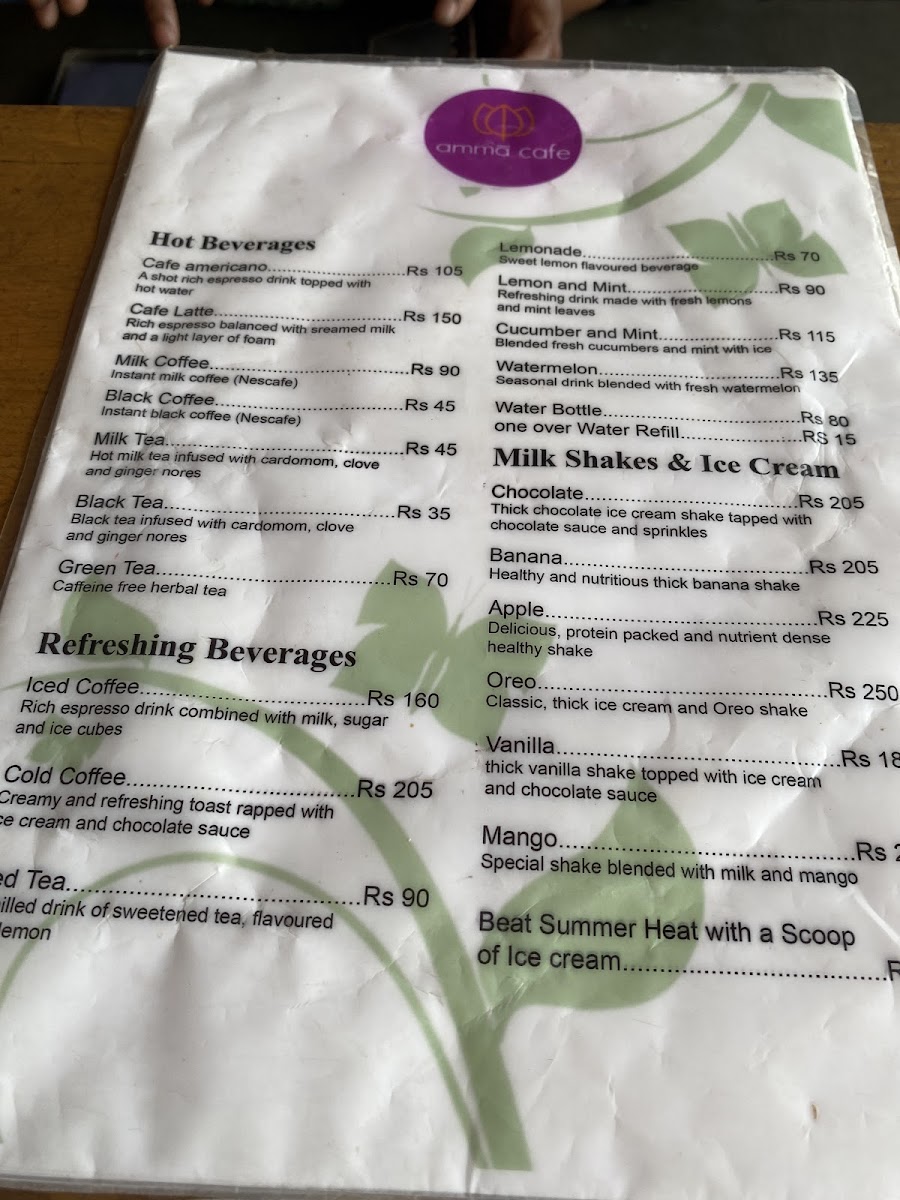 amma cafe
Hot Beverages
Cafe americano..........................Rs 105
A shot rich espresso drink topped with
hot water
Cafe Latte....................................Rs 150
Rich espresso balanced with sreamed milk
and a light layer of foam
Milk Coffee...................................Rs 90
Instant milk coffee (Nescafe)
Black Coffee.................................Rs 45
Instant black coffee (Nescafe)
Milk Tea........................................Rs 45
Hot milk tea infused with cardomom, clove
and ginger nores
Black Tea......................................Rs 35
Black tea infused with cardomom, clove
and ginger nores
Green Tea.....................................Rs 70
Caffeine free herbal tea
Refreshing Beverages
Iced Coffee...................................Rs 160
Rich espresso drink combined with milk, sugar
and ice cubes
Cold Coffee...................................Rs 205
Creamy and refreshing toast rapped with
ce cream and chocolate sauce
ed Tea..........................................Rs 90
illed drink of sweetened tea, flavoured
lemon
Lemonade....................................Rs 70
Sweet lemon flavoured beverage
Lemon and Mint...........................Rs 90
Refreshing drink made with fresh lemons
and mint leaves
Cucumber and Mint.....................Rs 115
Blended fresh cucumbers and mint with ice
Watermelon.................................Rs 135
Seasonal drink blended with fresh watermelon
Water Bottle.................................Rs 80
one over Water Refill....................RS 15
Milk Shakes & Ice Cream
Chocolate.....................................Rs 205
Thick chocolate ice cream shake tapped with
chocolate sauce and sprinkles
Banana.........................................Rs 205
Healthy and nutritious thick banana shake
Apple............................................Rs 225
Delicious, protein packed and nutrient dense
healthy shake
Oreo..............................................Rs 250
Classic, thick ice cream and Oreo shake
Vanilla...........................................Rs 18
thick vanilla shake topped with ice cream
and chocolate sauce
Mango...........................................Rs 2
Special shake blended with milk and mango
Beat Summer Heat with a Scoop
of Ice cream.....................................R